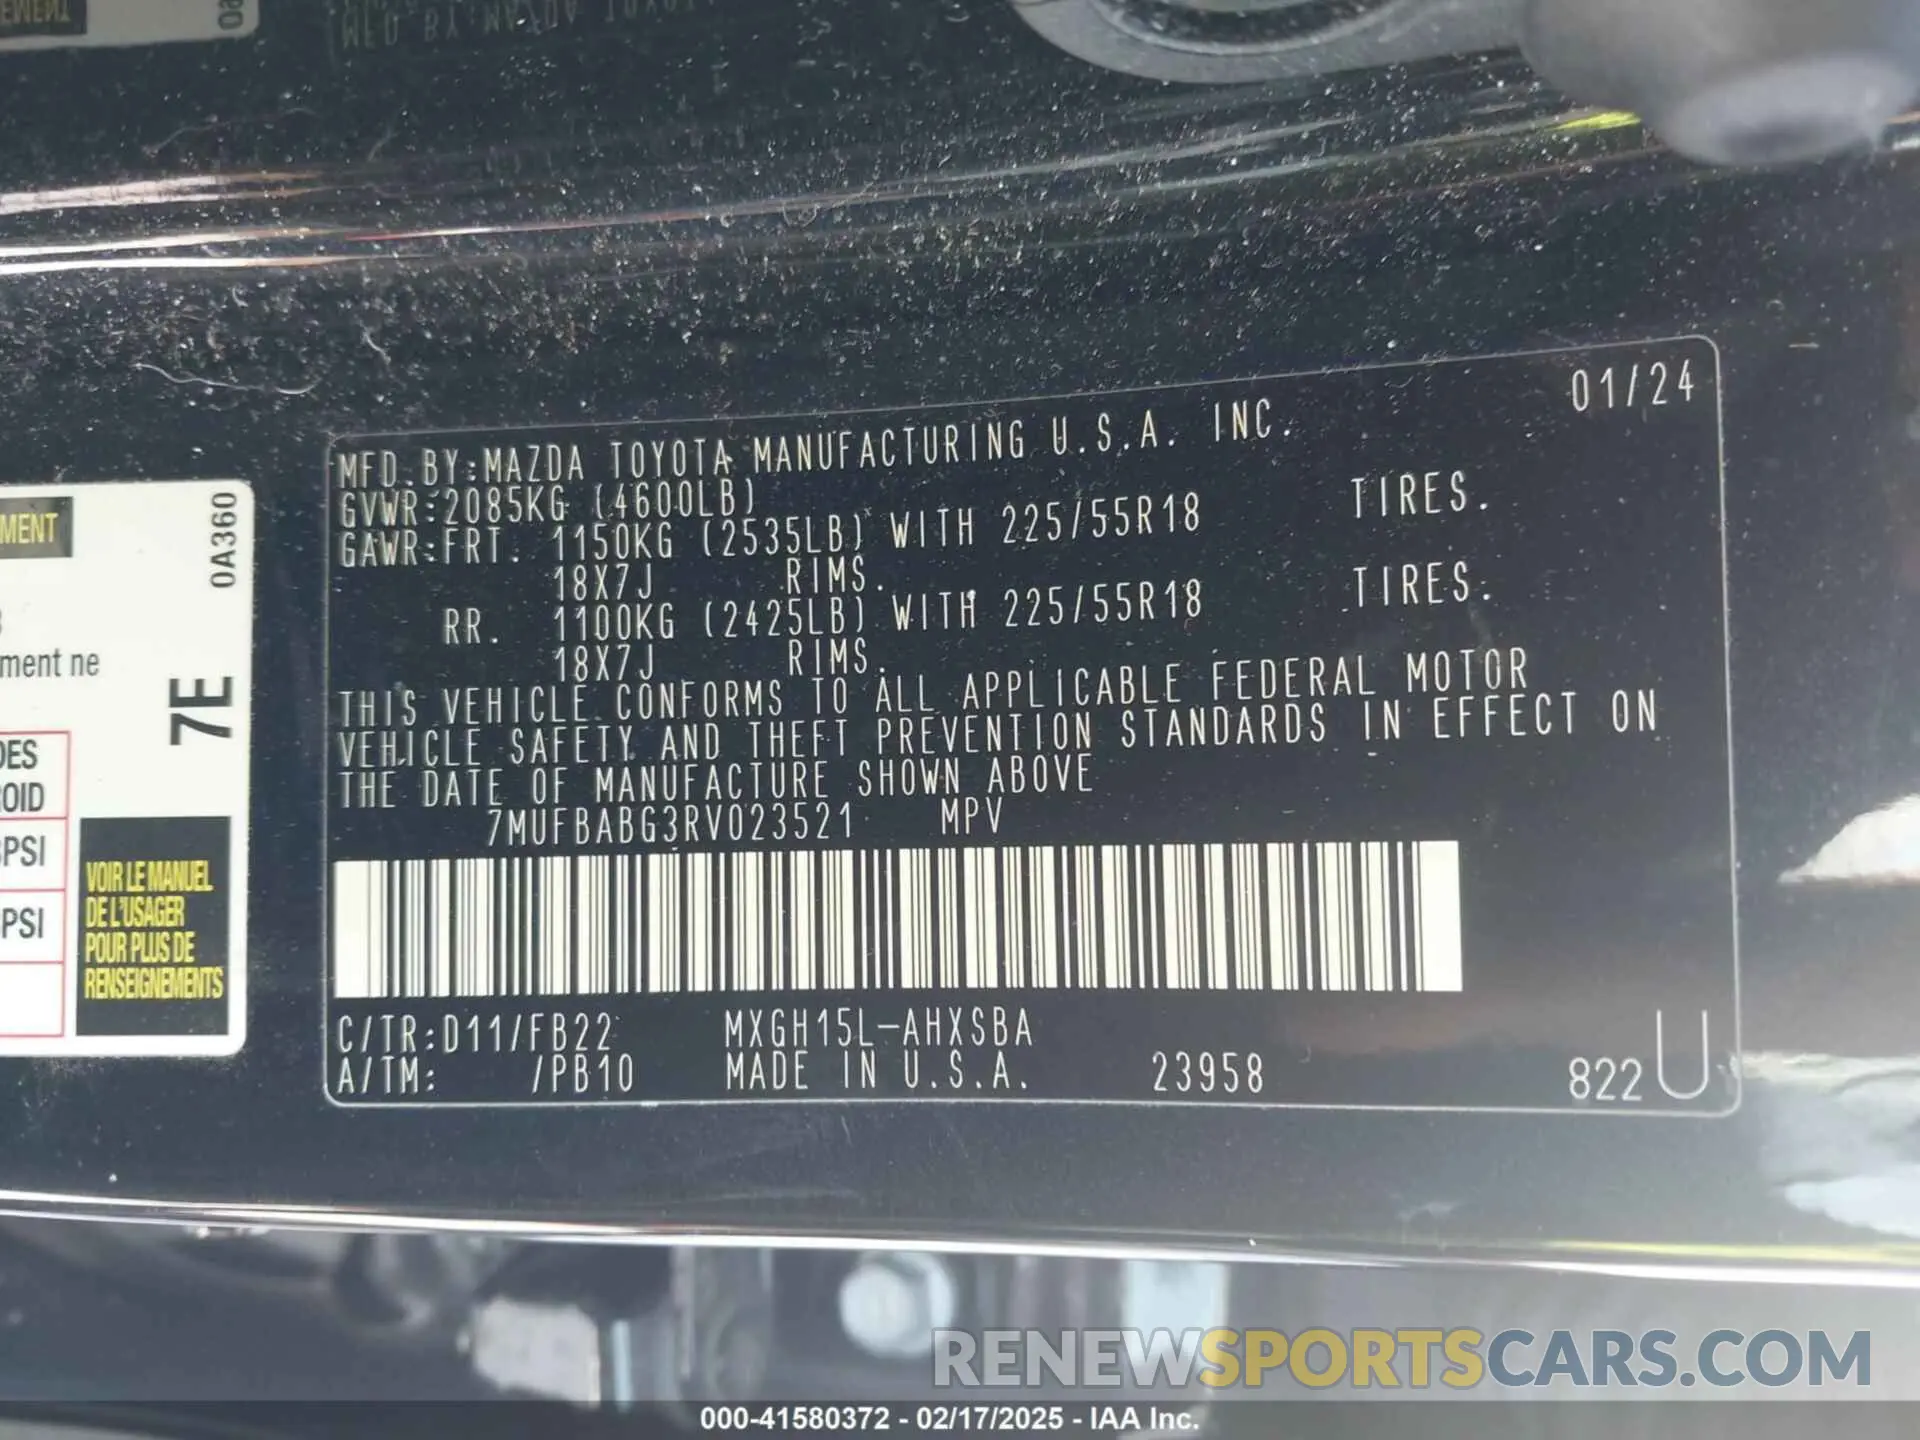 01/24
MFD.BY:MAZDA TOYOTA MANUFACTURING U.S.A. INC.
GVWR:2085KG (4600LB)
GAWR:FRT. 1150KG (2535LB) WITH 225/55R18 TIRES.
18X7J RIMS.
RR. 1100KG (2425LB) WITH 225/55R18 TIRES.
18X7J RIMS.
THIS VEHICLE CONFORMS TO ALL APPLICABLE FEDERAL MOTOR
VEHICLE SAFETY AND THEFT PREVENTION STANDARDS IN EFFECT ON
THE DATE OF MANUFACTURE SHOWN ABOVE
7MUFBABG3RV023521 MPV
C/TR:D11/FB22 MXGH15L-AHXSBA
A/TM: /PB10 MADE IN U.S.A. 23958 822 U
MENT
0A360
ment ne
7E
DES
OID
PSI
PSI
VOIR LE MANUEL
DE L'USAGER
POUR PLUS DE
RENSEIGNEMENTS
RENEWSPORTSCARS.COM
000-41580372 - 02/17/2025 - IAA Inc.